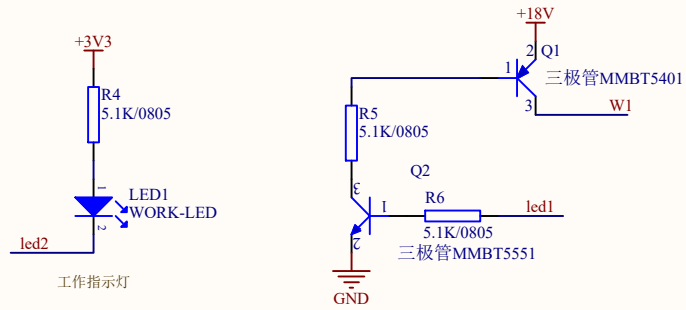 +3V3
R4
5.1K/0805
1
LED1
WORK-LED
2
led2
工作指示灯
+18V
2
Q1
1
三极管MMBT5401
3
W1
R5
5.1K/0805
Q2
3
1
R6
led1
5.1K/0805
2
三极管MMBT5551
GND